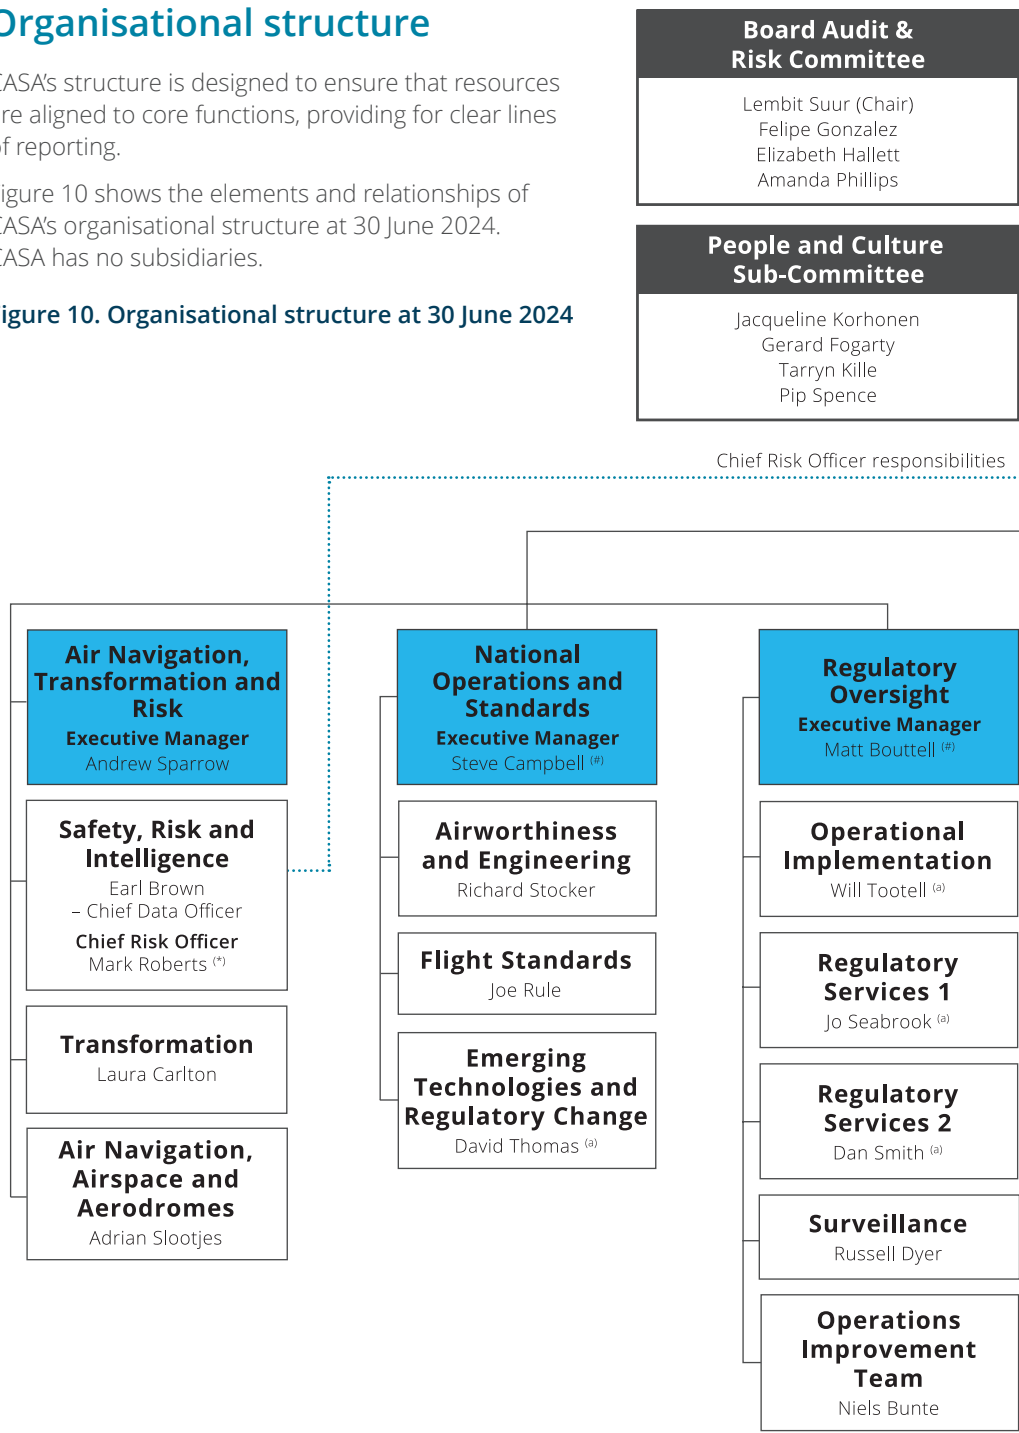 Organisational structure
CASA's structure is designed to ensure that resources
are aligned to core functions, providing for clear lines
of reporting.
Figure 10 shows the elements and relationships of
CASA's organisational structure at 30 June 2024.
CASA has no subsidiaries.
Figure 10. Organisational structure at 30 June 2024
Board Audit &
Risk Committee
Lembit Suur (Chair)
Felipe Gonzalez
Elizabeth Hallett
Amanda Phillips
People and Culture
Sub-Committee
Jacqueline Korhonen
Gerard Fogarty
Tarryn Kille
Pip Spence
Chief Risk Officer responsibilities
Air Navigation,
Transformation and
Risk
Executive Manager
Andrew Sparrow
Safety, Risk and
Intelligence
Earl Brown
– Chief Data Officer
Chief Risk Officer
Mark Roberts (*)
Transformation
Laura Carlton
Air Navigation,
Airspace and
Aerodromes
Adrian Slootjes
National
Operations and
Standards
Executive Manager
Steve Campbell (#)
Airworthiness
and Engineering
Richard Stocker
Flight Standards
Joe Rule
Emerging
Technologies and
Regulatory Change
David Thomas (a)
Regulatory
Oversight
Executive Manager
Matt Bouttell (#)
Operational
Implementation
Will Tootell (a)
Regulatory
Services 1
Jo Seabrook (a)
Regulatory
Services 2
Dan Smith (a)
Surveillance
Russell Dyer
Operations
Improvement
Team
Niels Bunte